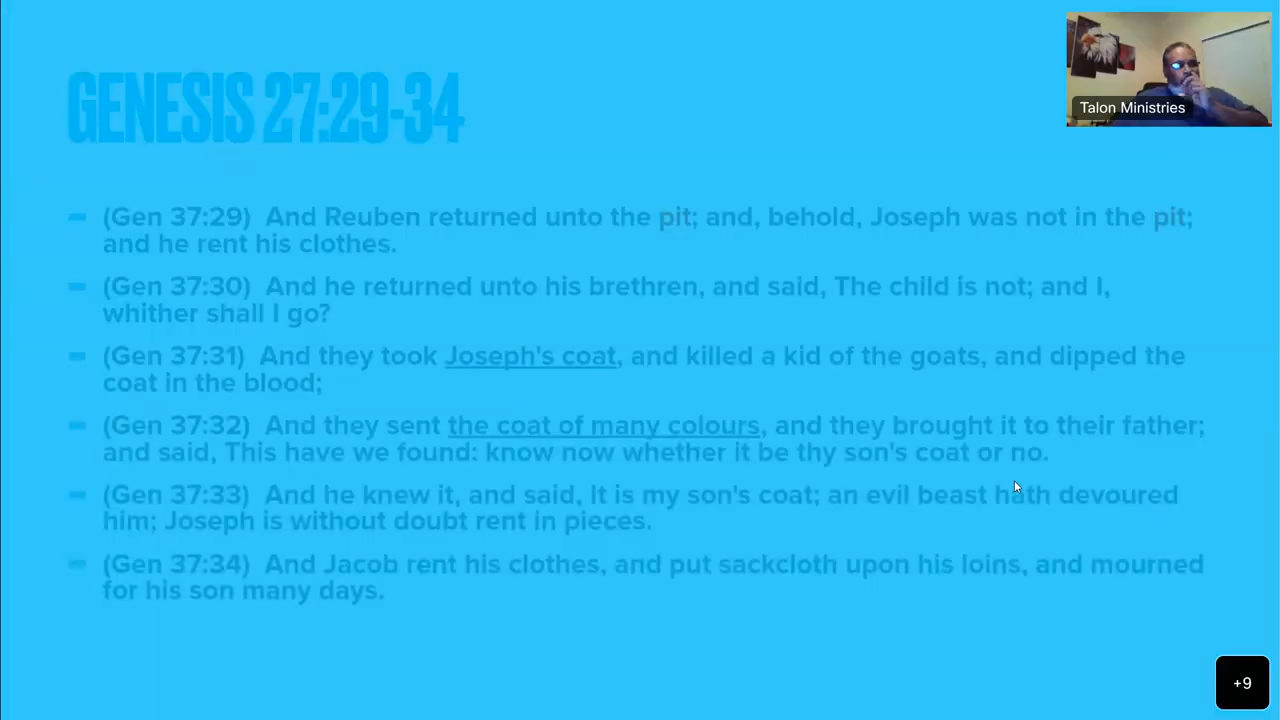 GENESIS 27:29-34
Talon Ministries
(Gen 37:29)  And Reuben returned unto the pit; and, behold, Joseph was not in the pit;
and he rent his clothes.
(Gen 37:30)  And he returned unto his brethren, and said, The child is not; and I,
whither shall I go?
(Gen 37:31)  And they took Joseph's coat, and killed a kid of the goats, and dipped the
coat in the blood;
(Gen 37:32)  And they sent the coat of many colours, and they brought it to their father;
and said, This have we found: know now whether it be thy son's coat or no.
(Gen 37:33)  And he knew it, and said, It is my son's coat; an evil beast hath devoured
him; Joseph is without doubt rent in pieces.
(Gen 37:34)  And Jacob rent his clothes, and put sackcloth upon his loins, and mourned
for his son many days.
+9